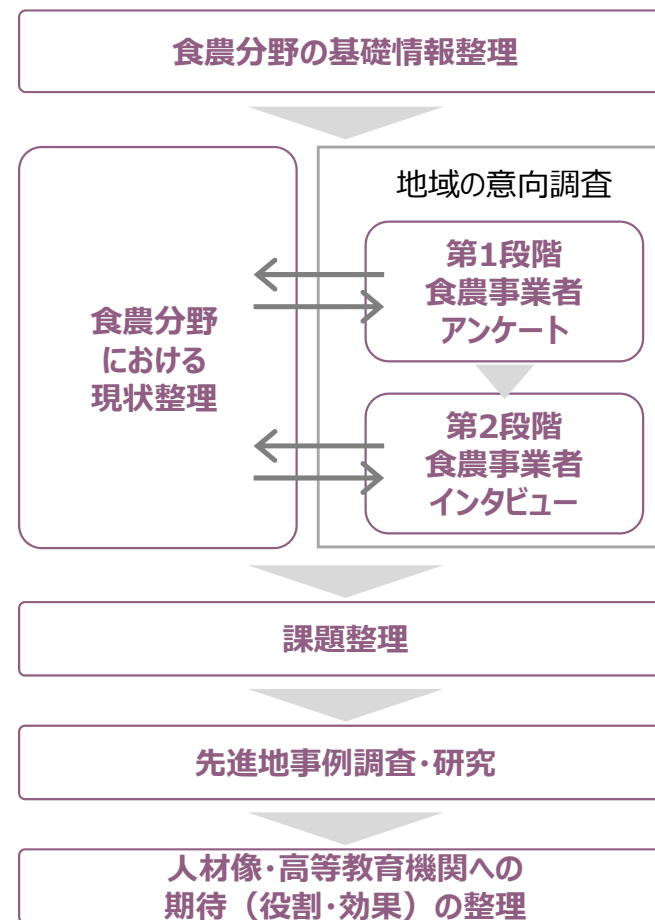 食農分野の基礎情報整理
食農分野
における
現状整理
地域の意向調査
第1段階
食農事業者
アンケート
第2段階
食農事業者
インタビュー
課題整理
先進地事例調査・研究
人材像・高等教育機関への
期待（役割・効果）の整理